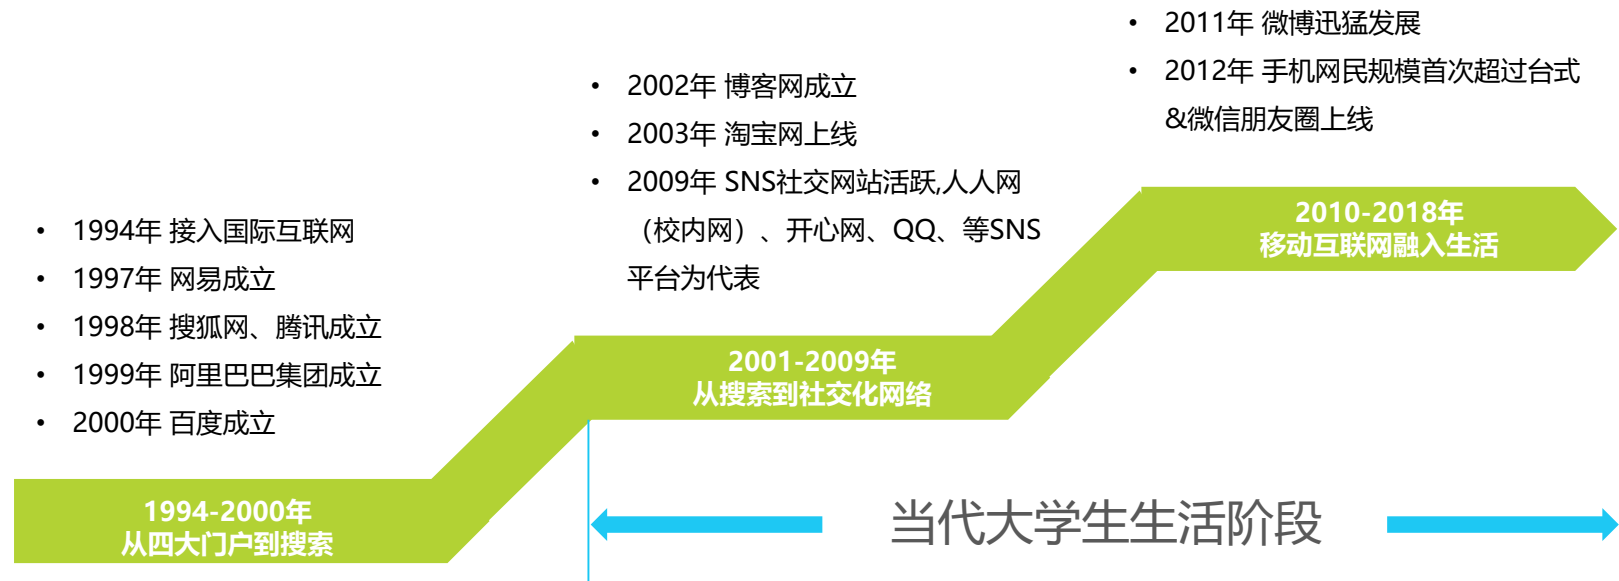 • 1994年 接入国际互联网
• 1997年 网易成立
• 1998年 搜狐网、腾讯成立
• 1999年 阿里巴巴集团成立
• 2000年 百度成立
1994-2000年
从四大门户到搜索
• 2002年 博客网成立
• 2003年 淘宝网上线
• 2009年 SNS社交网站活跃,人人网
（校内网）、开心网、QQ、等SNS
平台为代表
2001-2009年
从搜索到社交化网络
• 2011年 微博迅猛发展
• 2012年 手机网民规模首次超过台式
&微信朋友圈上线
2010-2018年
移动互联网融入生活
当代大学生生活阶段